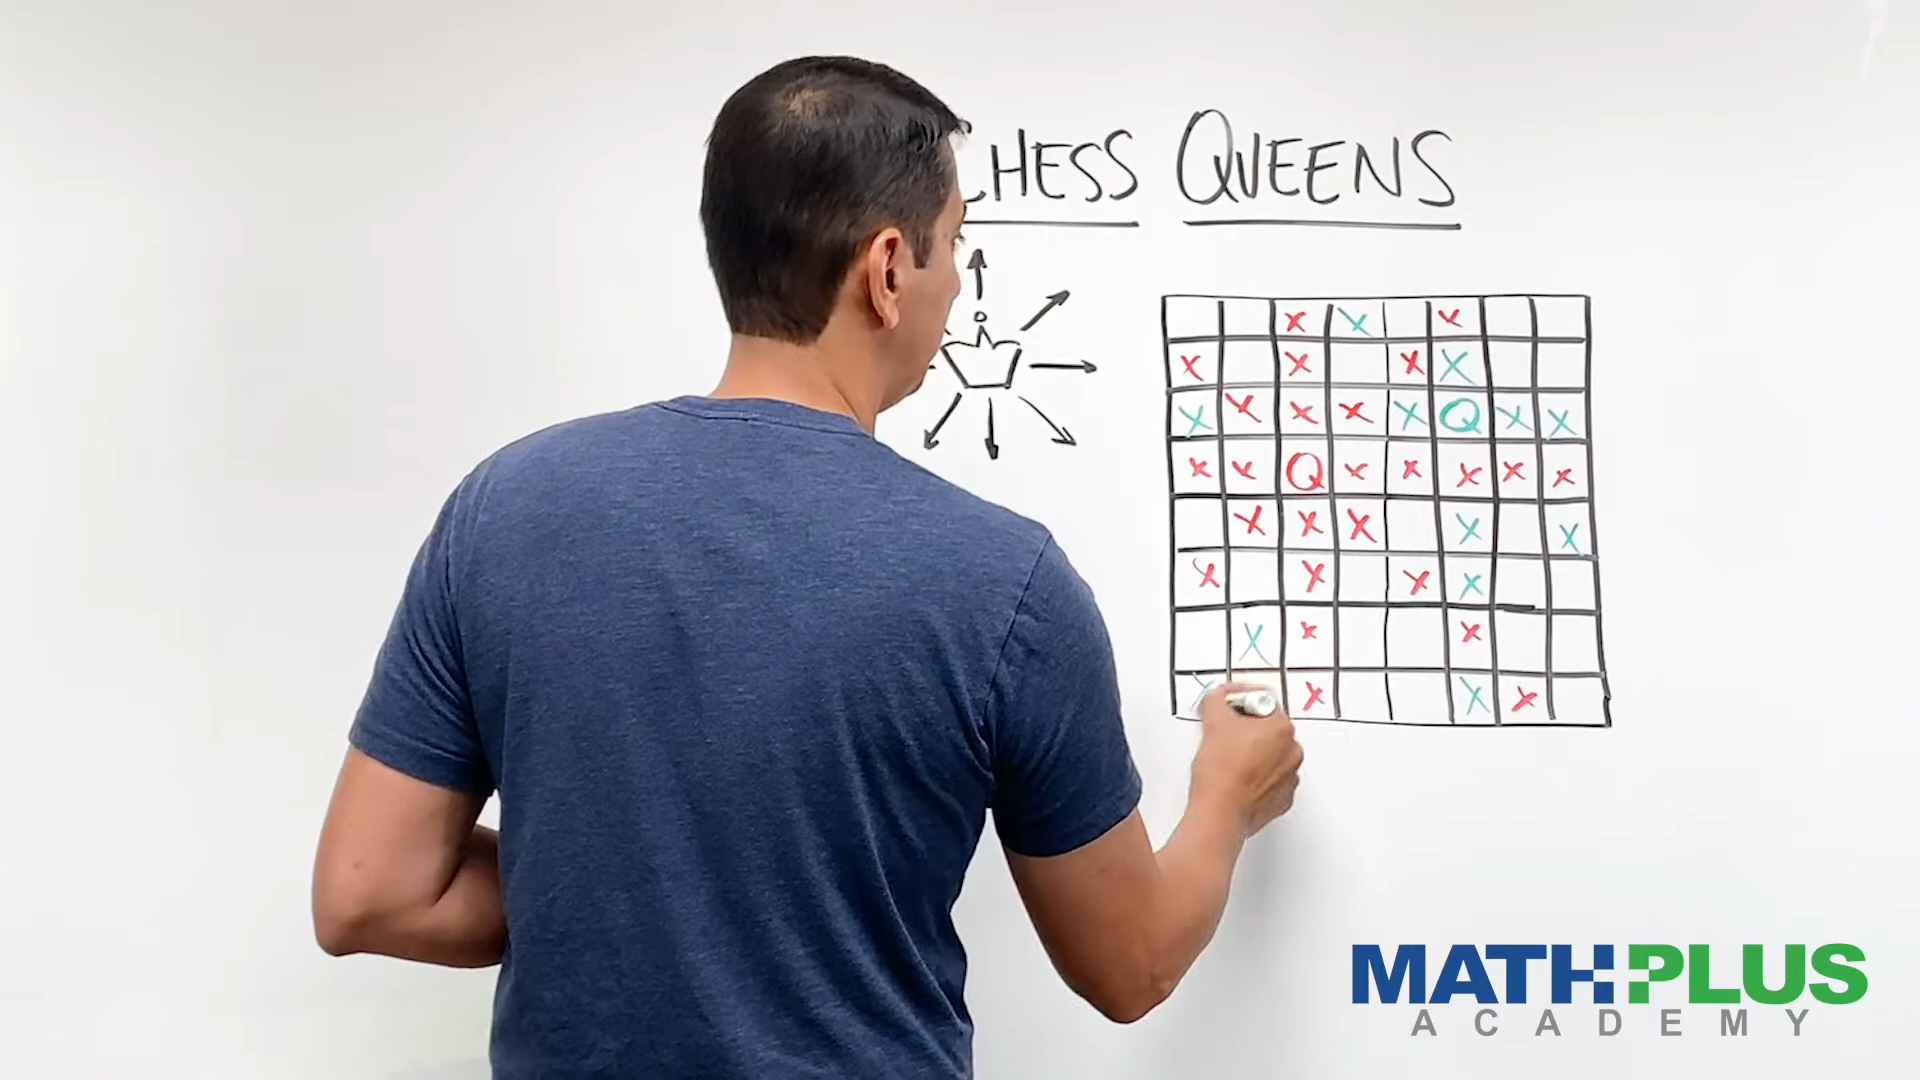 CHESS QUEENS
x x x
x x x x
x x x x x Q x x
x x Q x x x x x
x x x x x
x x x x
x x x
x x x x
MATHPLUS
ACADEMY